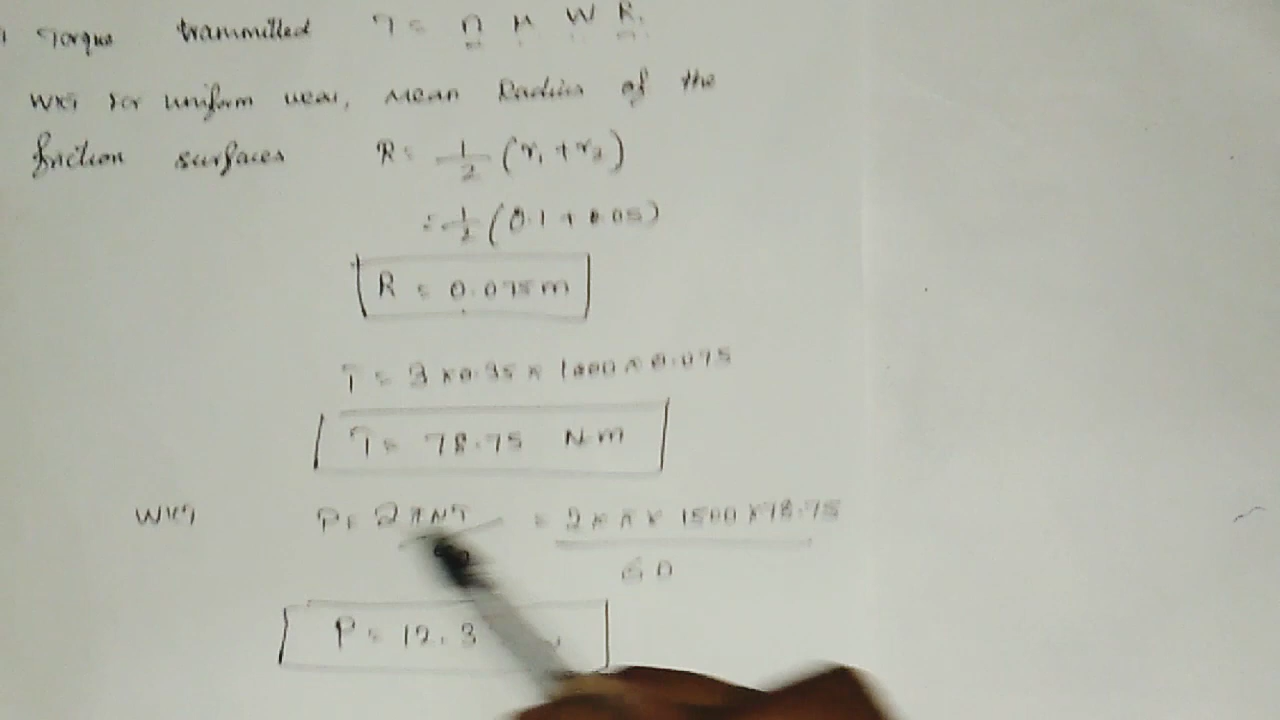 Torque trammitled T = n μ W R.
WKT for uniform wear, Mean Radius of the
friction surfaces R = 1/2 (r₁ + r₂)
= 1/2 (0.1 + 0.05)
R = 0.075 m
T = 3 × 0.35 × 1000 × 0.075
T = 78.75 N-m
WKT P = 2πNT = 2 × π × 1500 × 78.75 / 60
P = 12.3